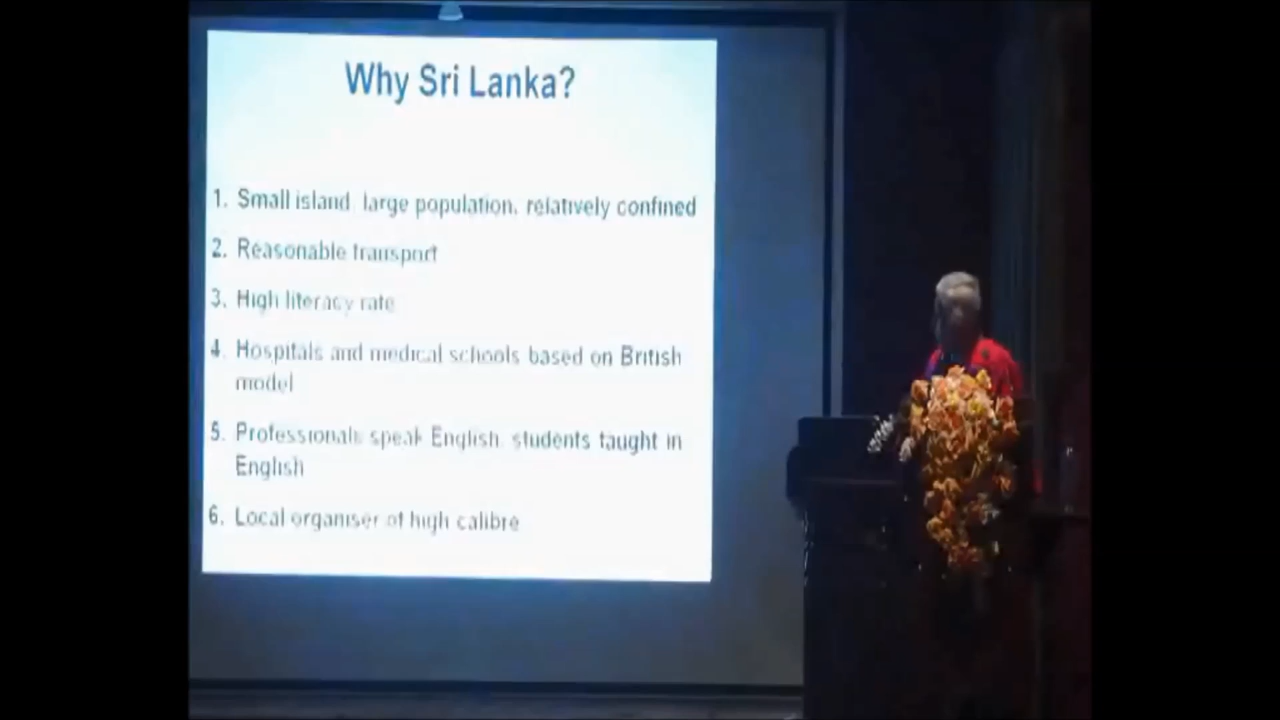 Why Sri Lanka?
1. Small island, large population, relatively confined
2. Reasonable transport
3. High literacy rate
4. Hospitals and medical schools based on British
model
5. Professionals speak English, students taught in
English
6. Local organiser of high calibre